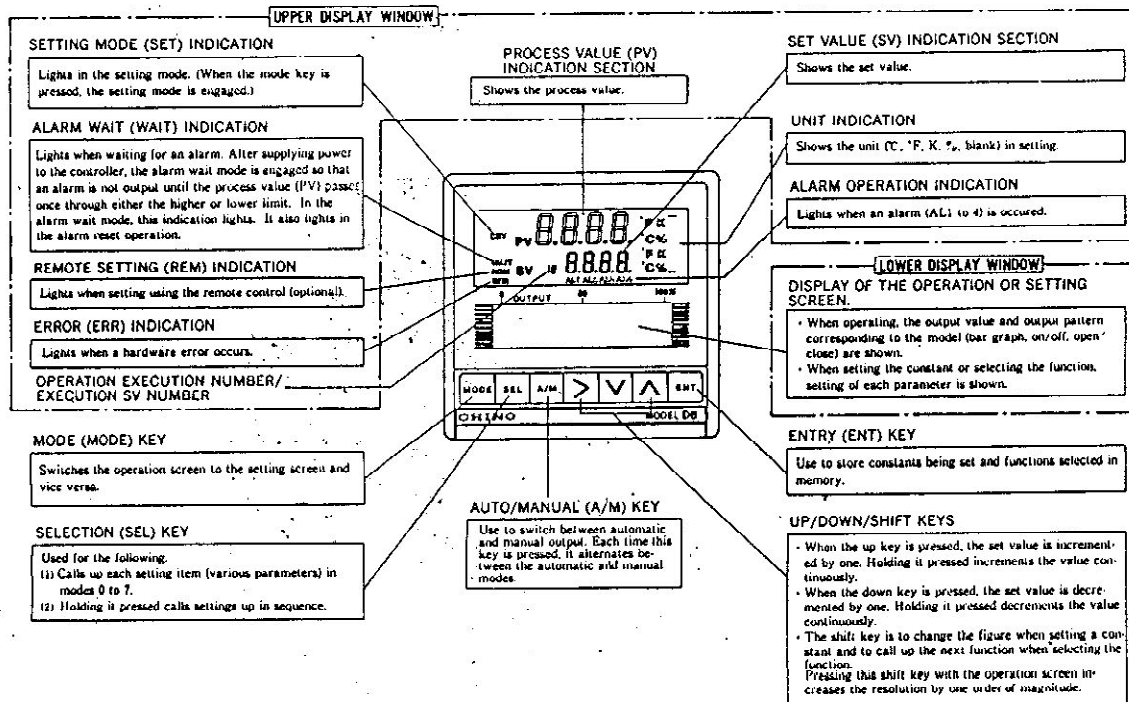 UPPER DISPLAY WINDOW
SETTING MODE (SET) INDICATION
Lights in the setting mode. (When the mode key is
pressed, the setting mode is engaged.)
ALARM WAIT (WAIT) INDICATION
Lights when waiting for an alarm. After supplying power
to the controller, the alarm wait mode is engaged so that
an alarm is not output until the process value (PV) passes
once through either the higher or lower limit. In the
alarm wait mode, this indication lights. It also lights in
the alarm reset operation.
REMOTE SETTING (REM) INDICATION
Lights when setting using the remote control (optional).
ERROR (ERR) INDICATION
Lights when a hardware error occurs.
OPERATION EXECUTION NUMBER/
EXECUTION SV NUMBER
MODE (MODE) KEY
Switches the operation screen to the setting screen and
vice versa.
SELECTION (SEL) KEY
Used for the following.
(1) Calls up each setting item (various parameters) in
modes 0 to 7.
(2) Holding it pressed calls settings up in sequence.
PROCESS VALUE (PV)
INDICATION SECTION
Shows the process value.
PV 8.8.8.8
WAIT
SV 8.8.8.8
0 OUTPUT 50 100%
MODE SEL A/M > V Λ ENT
CHINO MODEL DB
AUTO/MANUAL (A/M) KEY
Use to switch between automatic
and manual output. Each time this
key is pressed, it alternates be-
tween the automatic and manual
modes.
SET VALUE (SV) INDICATION SECTION
Shows the set value.
UNIT INDICATION
Shows the unit (℃, °F, K, %, blank) in setting.
ALARM OPERATION INDICATION
Lights when an alarm (AL1 to 4) is occured.
LOWER DISPLAY WINDOW
DISPLAY OF THE OPERATION OR SETTING
SCREEN.
• When operating, the output value and output pattern
corresponding to the model (bar graph, on/off, open/
close) are shown.
• When setting the constant or selecting the function,
setting of each parameter is shown.
ENTRY (ENT) KEY
Use to store constants being set and functions selected in
memory.
UP/DOWN/SHIFT KEYS
• When the up key is pressed, the set value is increment-
ed by one. Holding it pressed increments the value con-
tinuously.
• When the down key is pressed, the set value is decre-
mented by one. Holding it pressed decrements the value
continuously.
• The shift key is to change the figure when setting a con-
stant and to call up the next function when selecting the
function.
Pressing this shift key with the operation screen in-
creases the resolution by one order of magnitude.